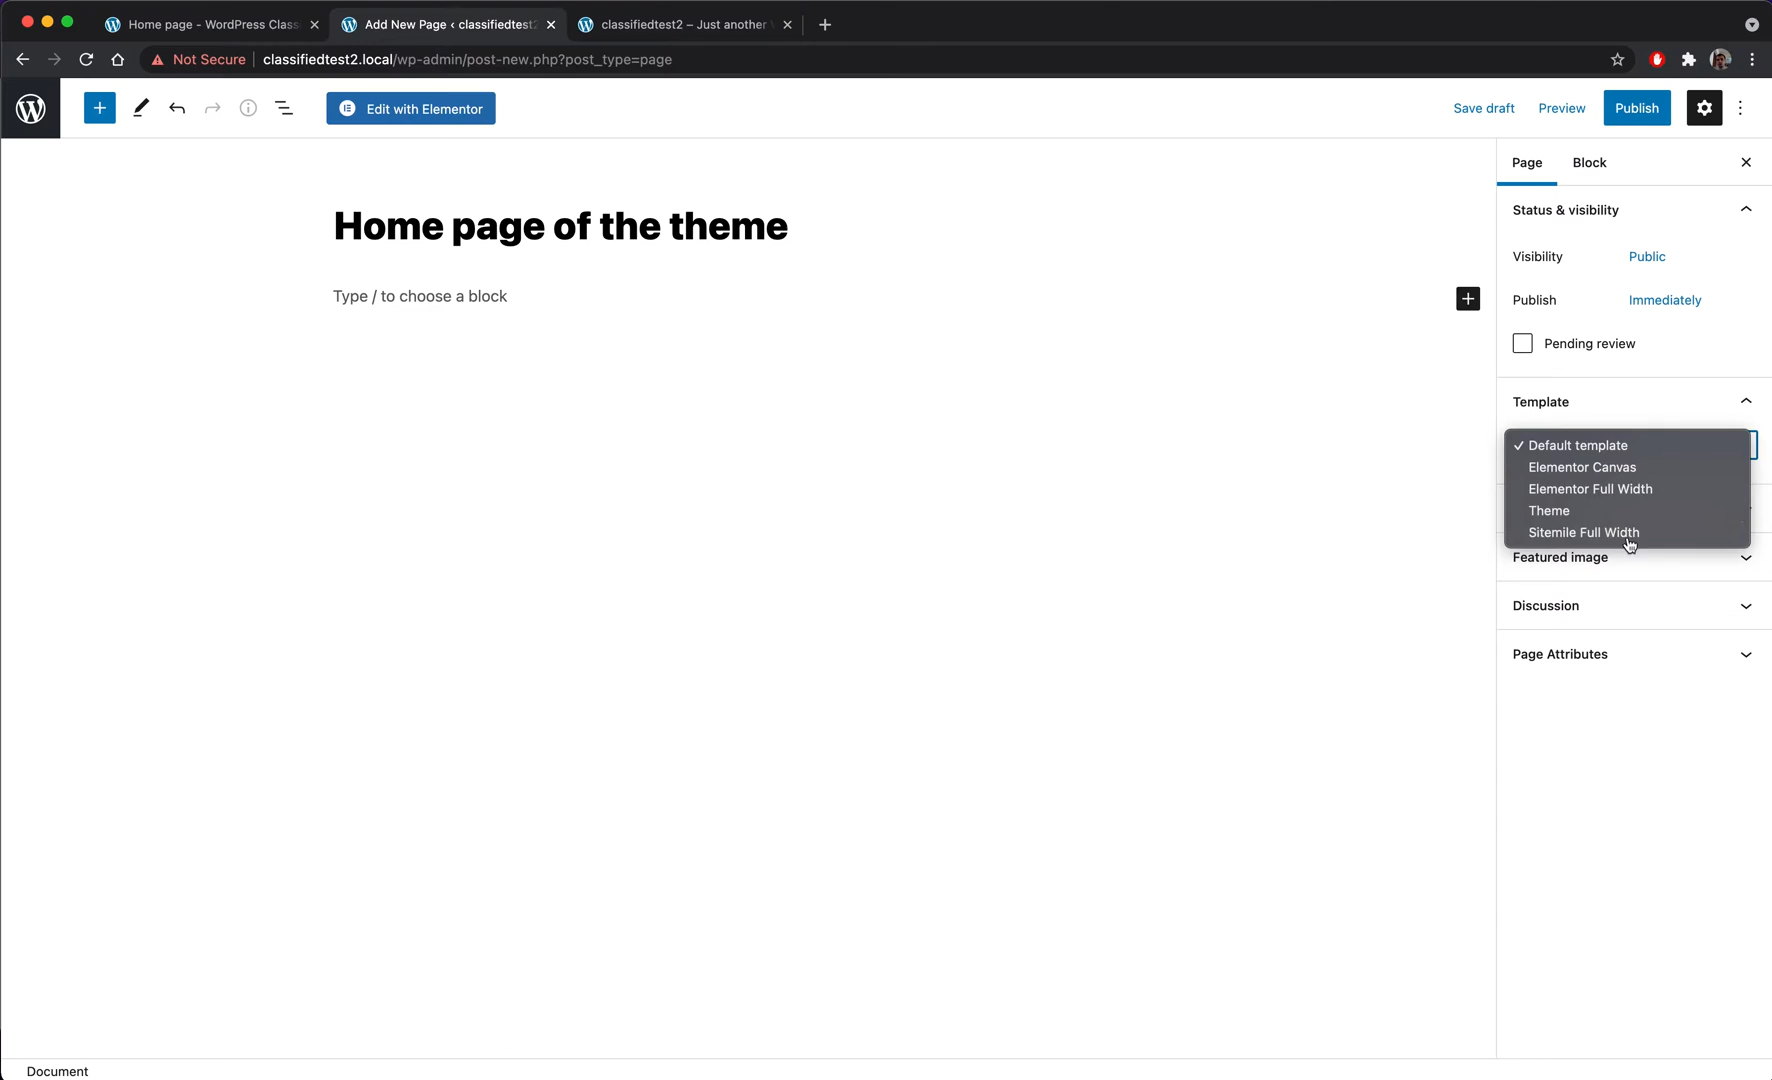 Home page - WordPress Class
Add New Page ‹ classifiedtest2
classifiedtest2 – Just another
Not Secure
classifiedtest2.local/wp-admin/post-new.php?post_type=page
Edit with Elementor
Save draft
Preview
Publish
Page
Block
Home page of the theme
Type / to choose a block
Status & visibility
Visibility
Public
Publish
Immediately
Pending review
Template
Default template
Elementor Canvas
Elementor Full Width
Theme
Sitemile Full Width
Featured image
Discussion
Page Attributes
Document